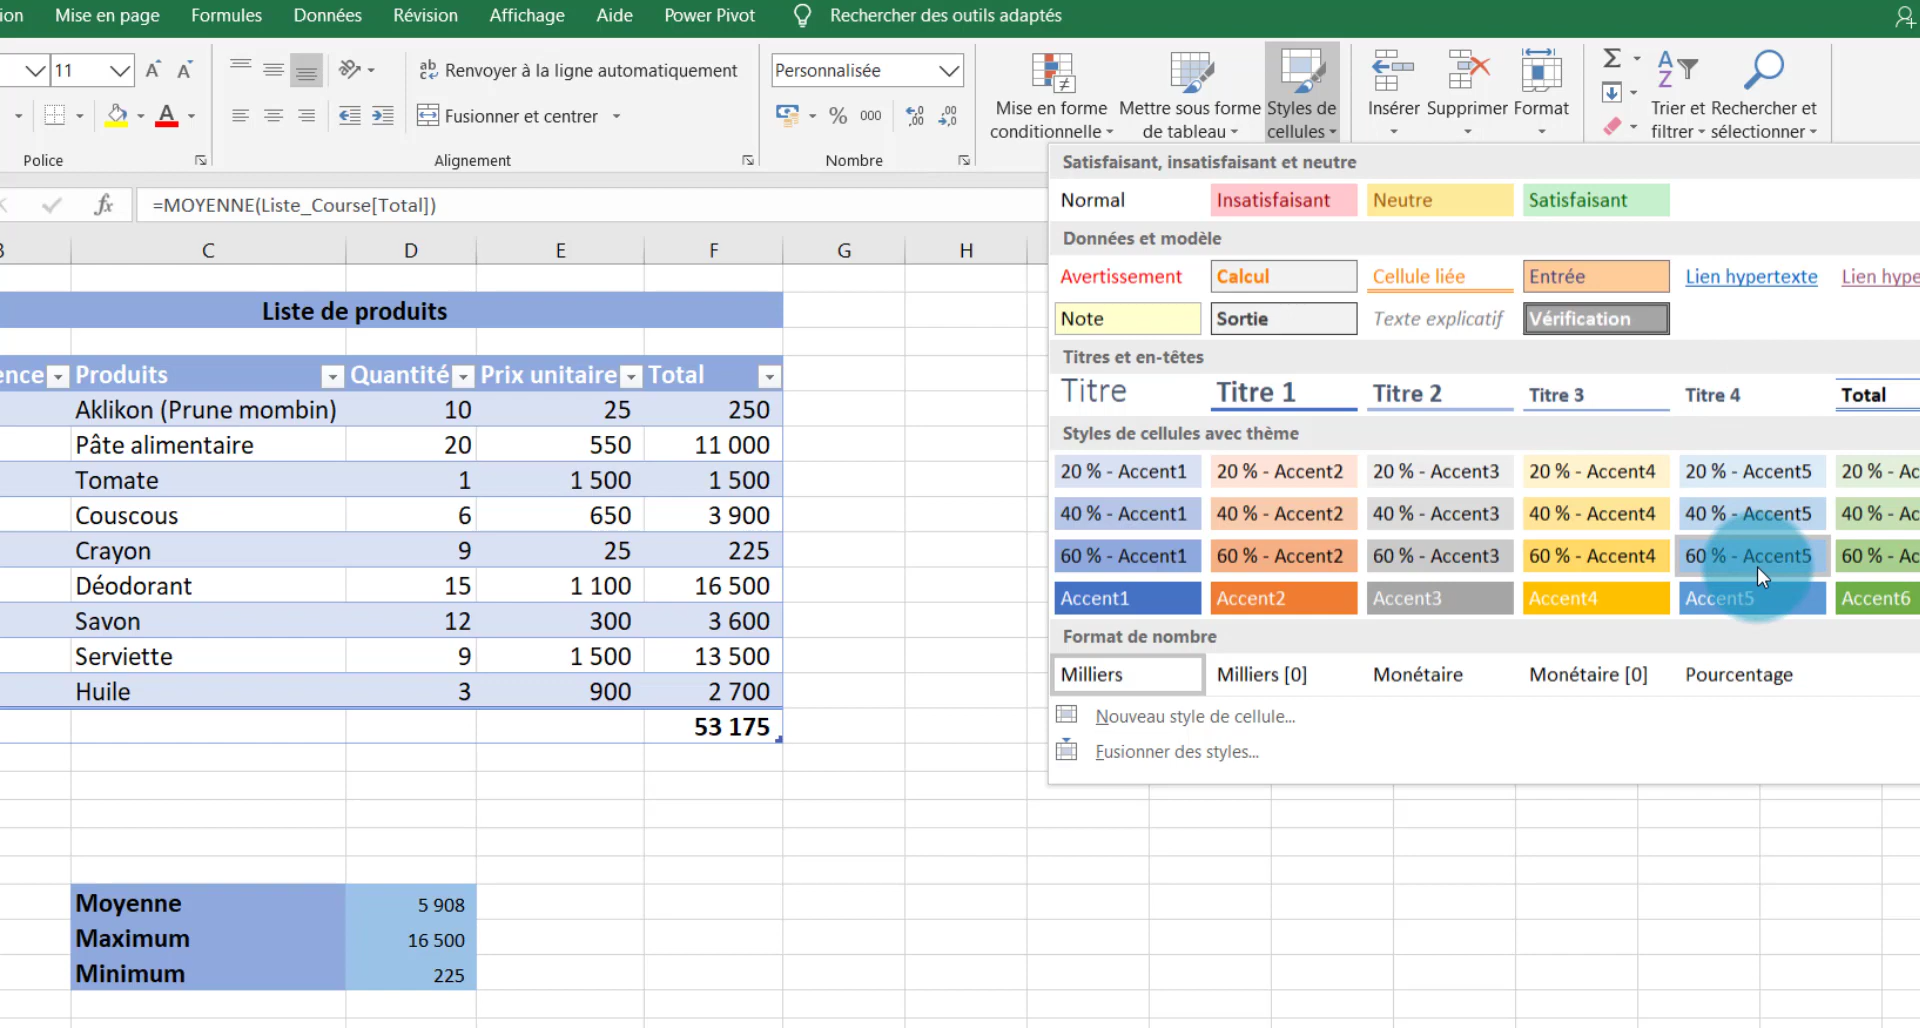 ion Mise en page Formules Données Révision Affichage Aide Power Pivot Rechercher des outils adaptés
11 A A ab Renvoyer à la ligne automatiquement Personnalisée
Fusionner et centrer % 000
Mise en forme conditionnelle
Mettre sous forme de tableau
Styles de cellules
Insérer Supprimer Format
Trier et filtrer
Rechercher et sélectionner
Police Alignement Nombre
fx =MOYENNE(Liste_Course[Total])
B C D E F G H
Liste de produits
ence Produits Quantité Prix unitaire Total
Aklikon (Prune mombin) 10 25 250
Pâte alimentaire 20 550 11 000
Tomate 1 1 500 1 500
Couscous 6 650 3 900
Crayon 9 25 225
Déodorant 15 1 100 16 500
Savon 12 300 3 600
Serviette 9 1 500 13 500
Huile 3 900 2 700
53 175
Moyenne 5 908
Maximum 16 500
Minimum 225
Satisfaisant, insatisfaisant et neutre
Normal Insatisfaisant Neutre Satisfaisant
Données et modèle
Avertissement Calcul Cellule liée Entrée Lien hypertexte Lien hype
Note Sortie Texte explicatif Vérification
Titres et en-têtes
Titre Titre 1 Titre 2 Titre 3 Titre 4 Total
Styles de cellules avec thème
20 % - Accent1 20 % - Accent2 20 % - Accent3 20 % - Accent4 20 % - Accent5 20 % - Ac
40 % - Accent1 40 % - Accent2 40 % - Accent3 40 % - Accent4 40 % - Accent5 40 % - Ac
60 % - Accent1 60 % - Accent2 60 % - Accent3 60 % - Accent4 60 % - Accent5 60 % - Ac
Accent1 Accent2 Accent3 Accent4 Accent5 Accent6
Format de nombre
Milliers Milliers [0] Monétaire Monétaire [0] Pourcentage
Nouveau style de cellule...
Fusionner des styles...